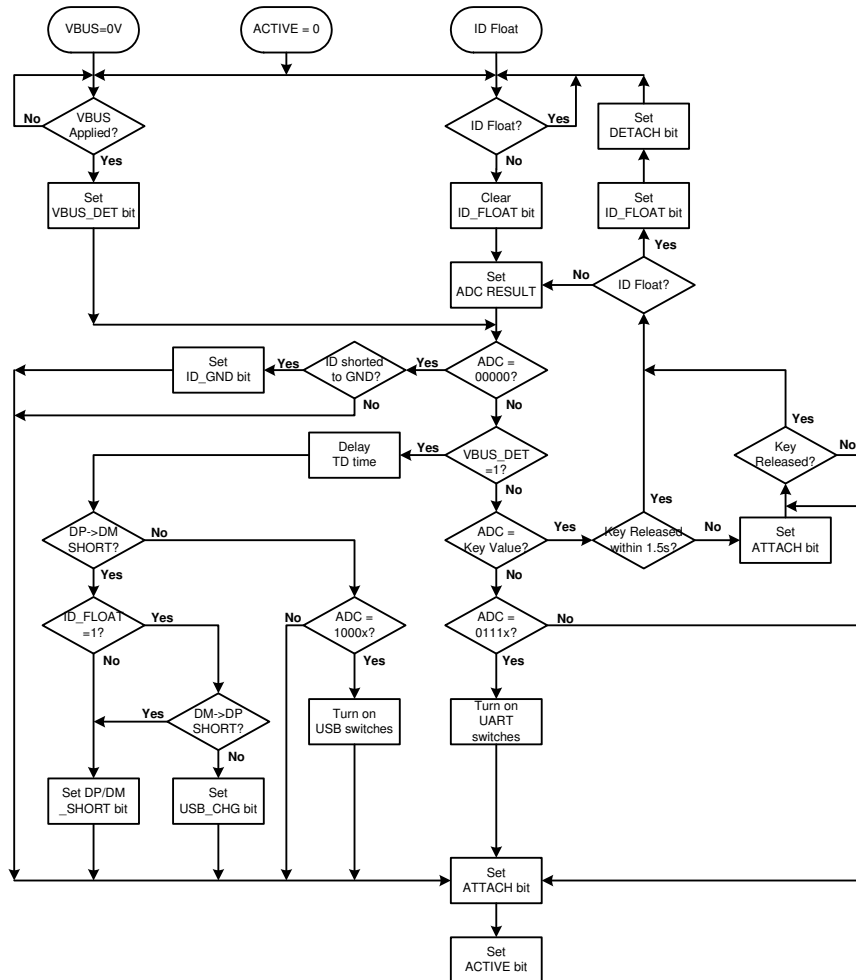 VBUS=0V
ACTIVE = 0
ID Float
No
VBUS
Applied?
Yes
ID Float?
Yes
No
Set
DETACH bit
Set
VBUS_DET bit
Clear
ID_FLOAT bit
Set
ID_FLOAT bit
Yes
Set
ADC RESULT
No
ID Float?
Set
ID_GND bit
Yes
ID shorted
to GND?
No
Yes
ADC =
00000?
No
Delay
TD time
Yes
VBUS_DET
=1?
No
Yes
Key
Released?
No
DP->DM
SHORT?
No
Yes
ADC =
Key Value?
Yes
No
Yes
Key Released
within 1.5s?
No
Set
ATTACH bit
ID_FLOAT
=1?
Yes
No
No
ADC =
1000x?
Yes
ADC =
0111x?
No
Yes
Yes
DM->DP
SHORT?
No
Turn on
USB switches
Turn on
UART
switches
Set DP/DM
_SHORT bit
Set
USB_CHG bit
Set
ATTACH bit
Set
ACTIVE bit